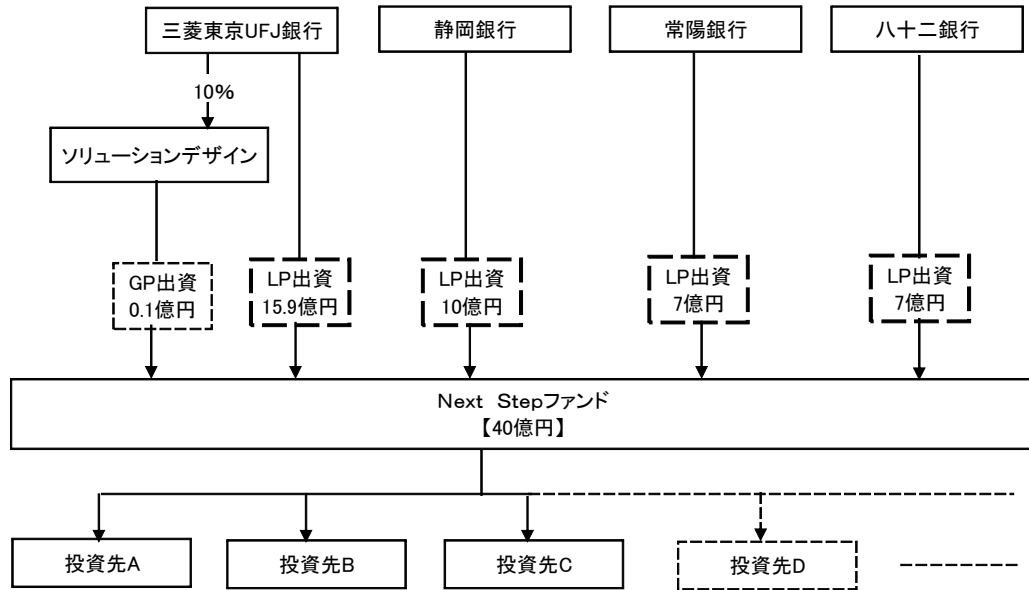 三菱東京UFJ銀行
静岡銀行
常陽銀行
八十二銀行
10%
ソリューションデザイン
GP出資
0.1億円
LP出資
15.9億円
LP出資
10億円
LP出資
7億円
LP出資
7億円
Next Stepファンド
【40億円】
投資先A
投資先B
投資先C
投資先D